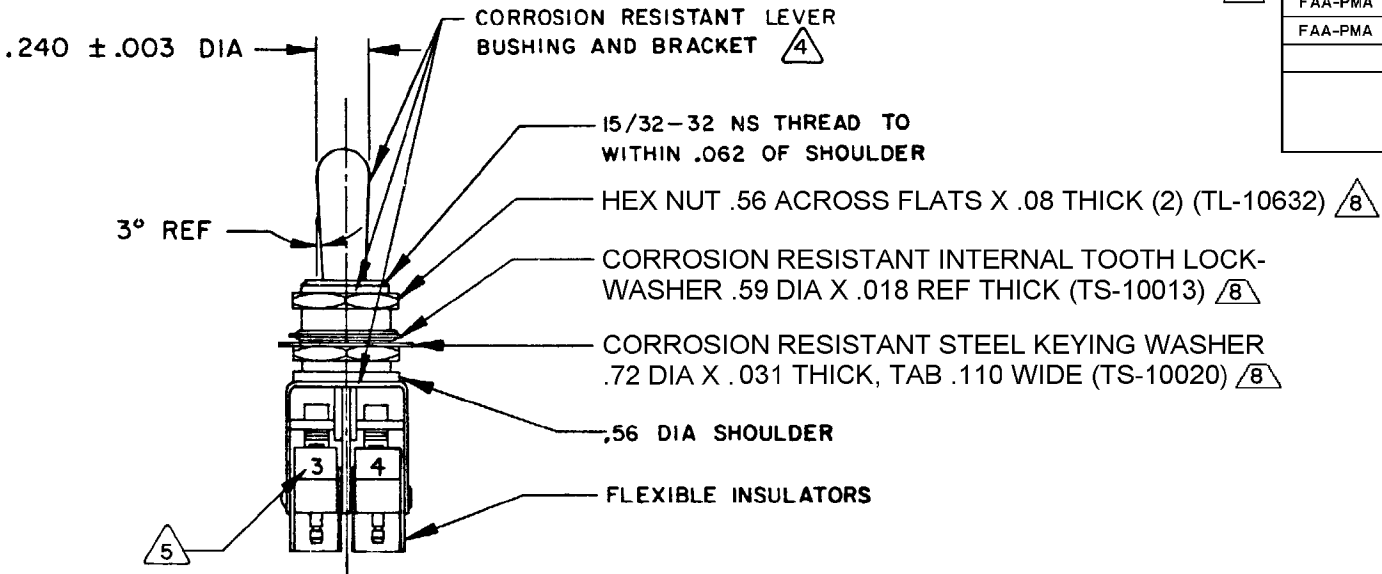 FAA-PMA
FAA-PMA
CORROSION RESISTANT LEVER
BUSHING AND BRACKET 4
.240 ±.003 DIA
15/32-32 NS THREAD TO
WITHIN .062 OF SHOULDER
HEX NUT .56 ACROSS FLATS X .08 THICK (2) (TL-10632) 8
3° REF
CORROSION RESISTANT INTERNAL TOOTH LOCK-
WASHER .59 DIA X .018 REF THICK (TS-10013) 8
CORROSION RESISTANT STEEL KEYING WASHER
.72 DIA X .031 THICK, TAB .110 WIDE (TS-10020) 8
.56 DIA SHOULDER
3 4
FLEXIBLE INSULATORS
5